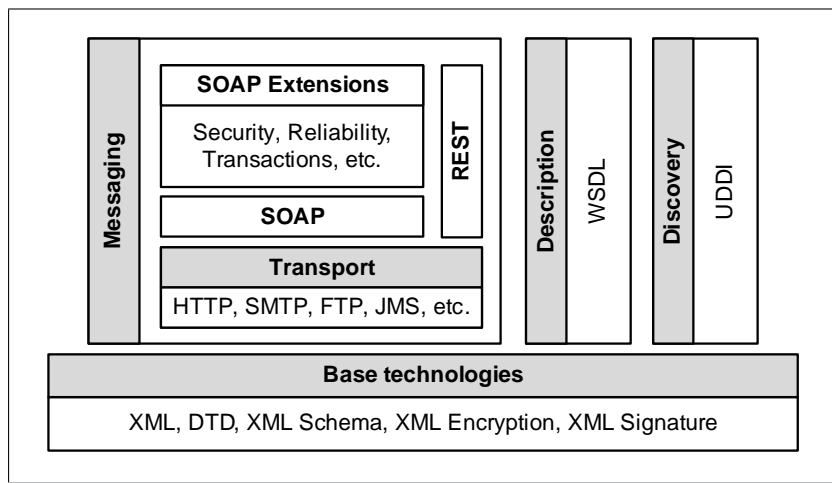 Messaging
SOAP Extensions
Security, Reliability,
Transactions, etc.
SOAP
REST
Transport
HTTP, SMTP, FTP, JMS, etc.
Description
WSDL
Discovery
UDDI
Base technologies
XML, DTD, XML Schema, XML Encryption, XML Signature